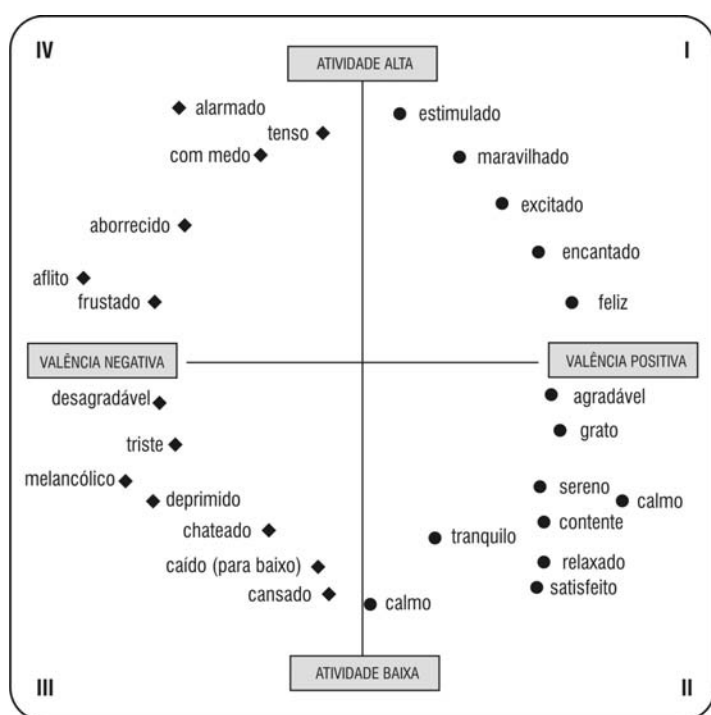 IV
ATIVIDADE ALTA
I
alarmado
estimulado
tenso
com medo
maravilhado
excitado
aborrecido
encantado
aflito
frustado
feliz
VALÊNCIA NEGATIVA
VALÊNCIA POSITIVA
desagradável
agradável
grato
triste
melancólico
sereno
deprimido
calmo
chateado
contente
tranquilo
caído (para baixo)
relaxado
cansado
satisfeito
calmo
ATIVIDADE BAIXA
III
II